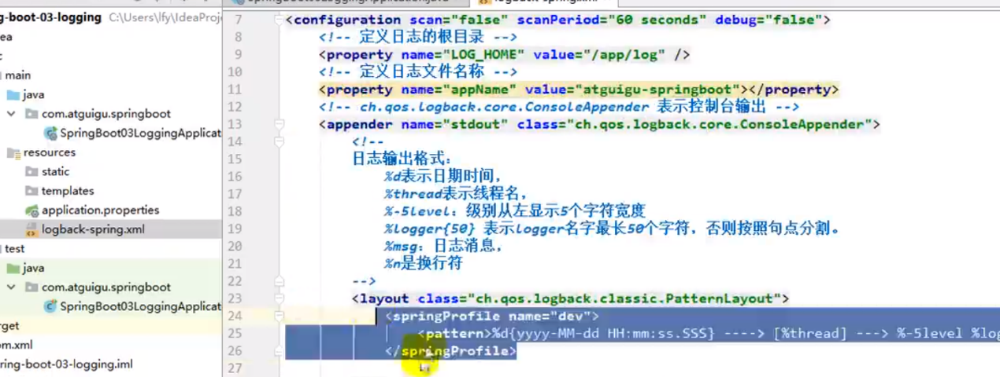 ng-boot-03-logging C:\Users\lfy\IdeaProj
ea
main
java
com.atguigu.springboot
SpringBoot03LoggingApplicat
resources
static
templates
application.properties
logback-spring.xml
test
java
com.atguigu.springboot
SpringBoot03LoggingApplicat
rget
om.xml
ring-boot-03-logging.iml
7 <configuration scan="false" scanPeriod="60 seconds" debug="false">
8 <!-- 定义日志的根目录 -->
9 <property name="LOG_HOME" value="/app/log" />
10 <!-- 定义日志文件名称 -->
11 <property name="appName" value="atguigu-springboot"></property>
12 <!-- ch.qos.logback.core.ConsoleAppender 表示控制台输出 -->
13 <appender name="stdout" class="ch.qos.logback.core.ConsoleAppender">
14 <!--
15 日志输出格式：
16 %d表示日期时间，
17 %thread表示线程名，
18 %-5level：级别从左显示5个字符宽度
19 %logger{50} 表示logger名字最长50个字符，否则按照句点分割。
20 %msg：日志消息，
21 %n是换行符
22 -->
23 <layout class="ch.qos.logback.classic.PatternLayout">
24 <springProfile name="dev">
25 <pattern>%d{yyyy-MM-dd HH:mm:ss.SSS} ----> [%thread] ---> %-5level %log
26 </springProfile>
27